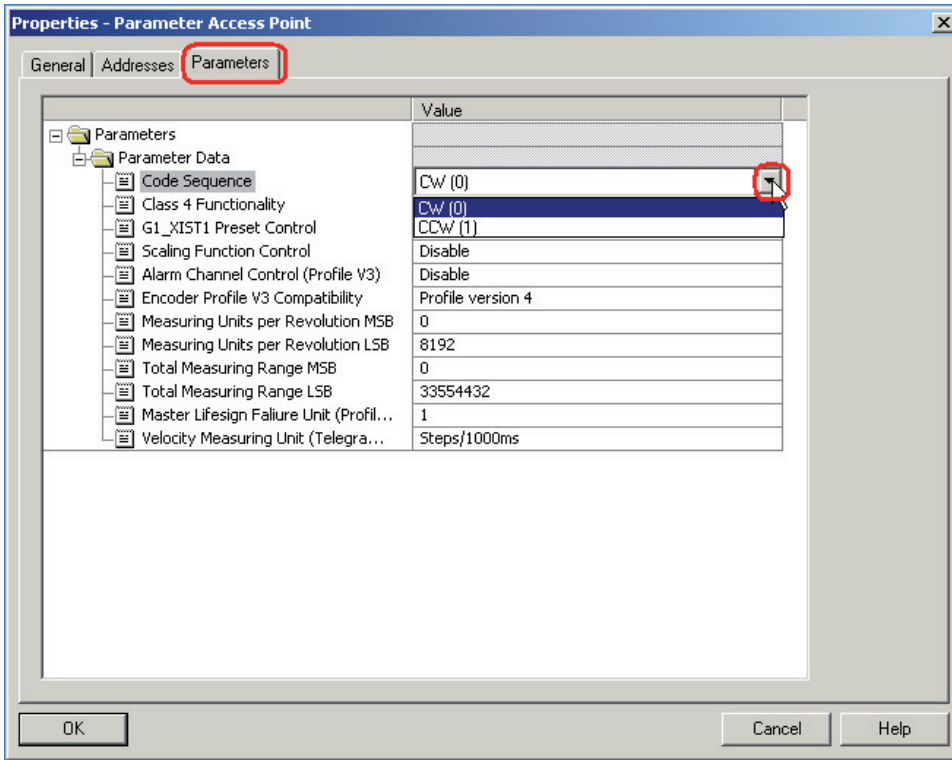 Properties - Parameter Access Point
General Addresses Parameters
Value
Parameters
Parameter Data
Code Sequence CW (0)
Class 4 Functionality CW (0)
G1_XIST1 Preset Control CCW (1)
Scaling Function Control Disable
Alarm Channel Control (Profile V3) Disable
Encoder Profile V3 Compatibility Profile version 4
Measuring Units per Revolution MSB 0
Measuring Units per Revolution LSB 8192
Total Measuring Range MSB 0
Total Measuring Range LSB 33554432
Master Lifesign Faliure Unit (Profil... 1
Velocity Measuring Unit (Telegra... Steps/1000ms
OK Cancel Help